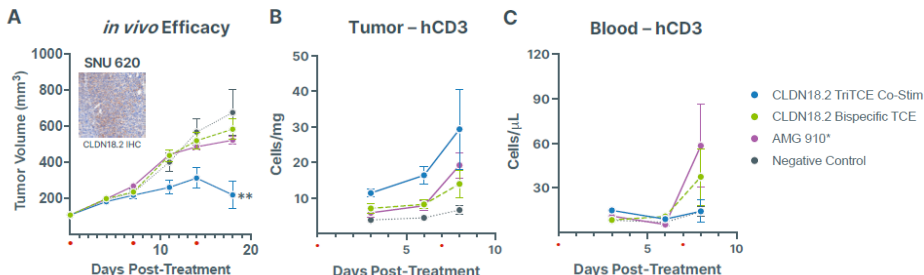 A
in vivo Efficacy
SNU 620
CLDN18.2 IHC
Tumor Volume (mm³)
1000
800
600
400
200
**
0
10
20
Days Post-Treatment
B
Tumor – hCD3
Cells/mg
50
40
30
20
10
5
10
Days Post-Treatment
C
Blood – hCD3
Cells/μL
120
90
60
30
0
5
10
Days Post-Treatment
CLDN18.2 TriTCE Co-Stim
CLDN18.2 Bispecific TCE
AMG 910*
Negative Control